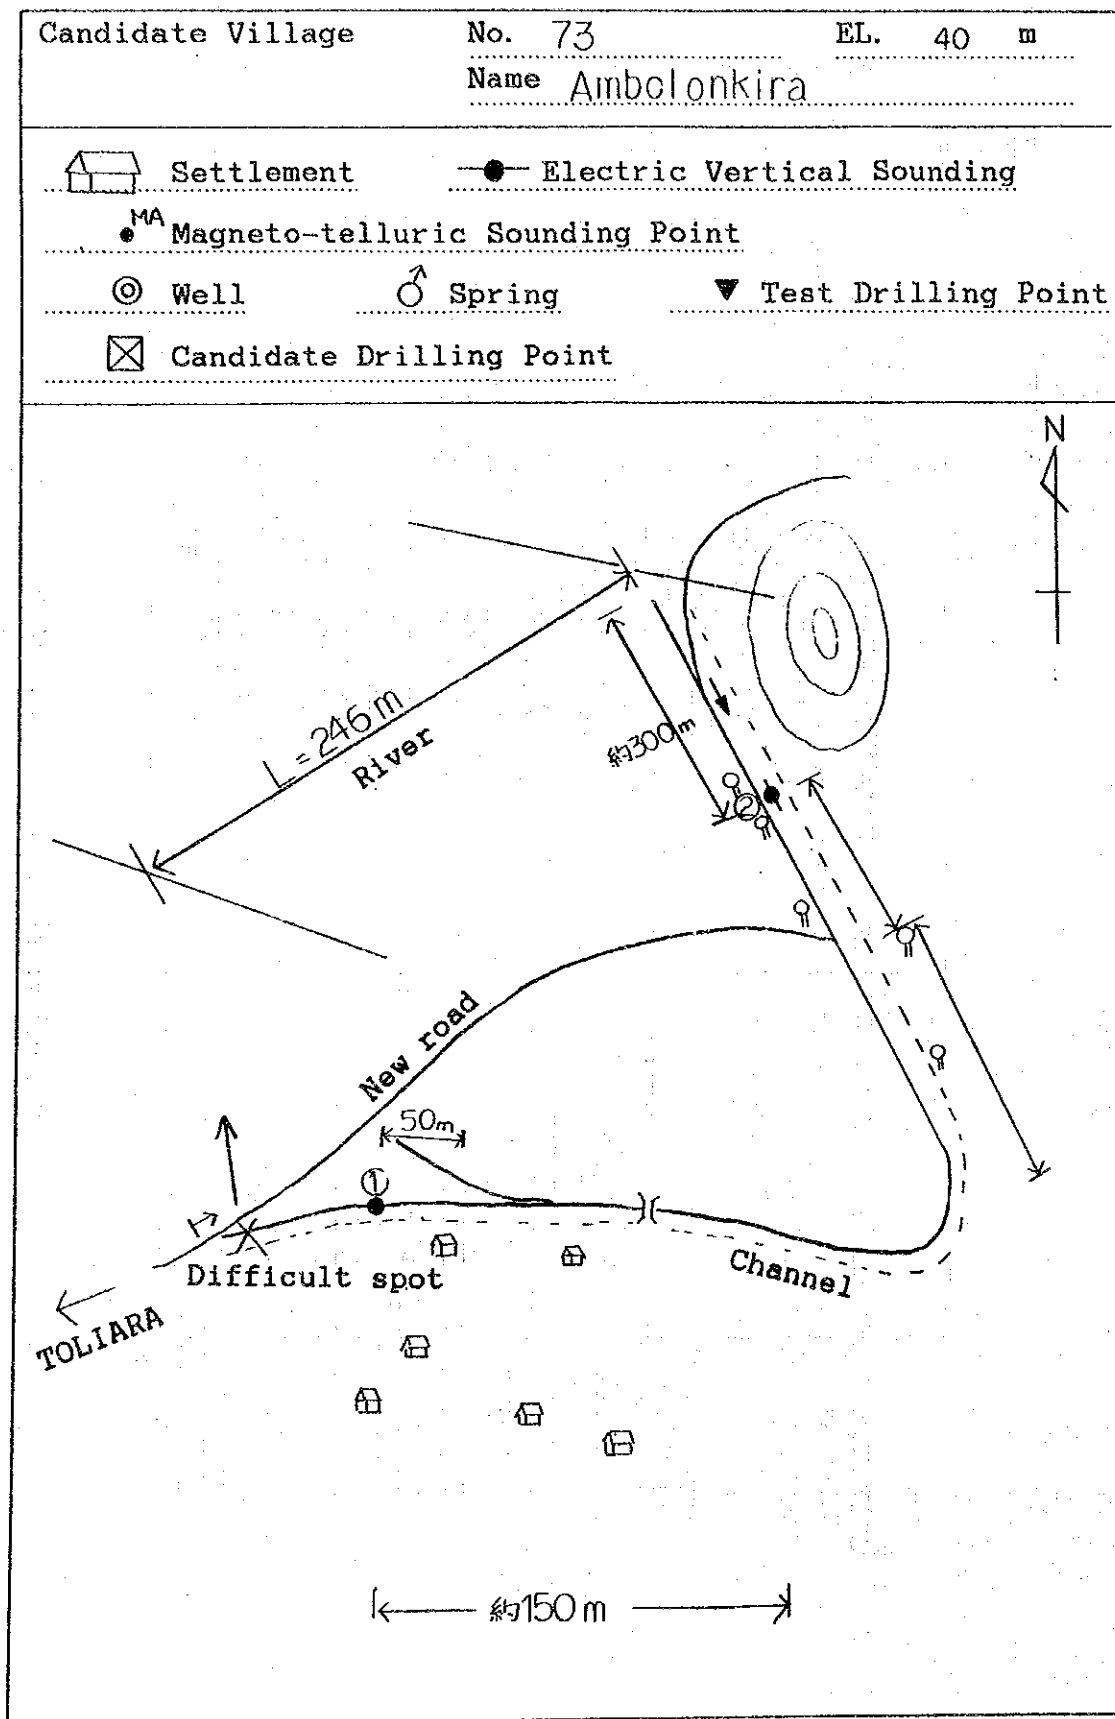 Candidate Village No. 73 EL. 40 m
Name Ambolonkira
Settlement Electric Vertical Sounding
MA Magneto-telluric Sounding Point
Well Spring Test Drilling Point
Candidate Drilling Point
N
L=246m
River
約300m
②
New road
50m
①
Difficult spot
Channel
TOLIARA
約150m